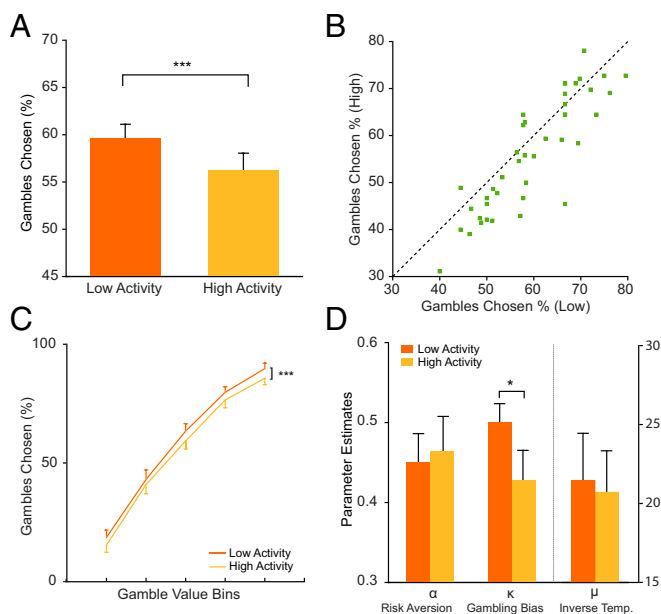 A
65
60
55
50
45
Gambles Chosen (%)
***
Low Activity
High Activity
B
80
70
60
50
40
30
Gambles Chosen %
(High)
30
40
50
60
70
80
Gambles Chosen % (Low)
C
100
50
0
Gambles Chosen (%)
***
Low Activity
High Activity
Gamble Value Bins
D
0.6
0.5
0.4
0.3
Parameter Estimates
Low Activity
High Activity
*
30
25
20
15
α
κ
μ
Risk Aversion
Gambling Bias
Inverse Temp.